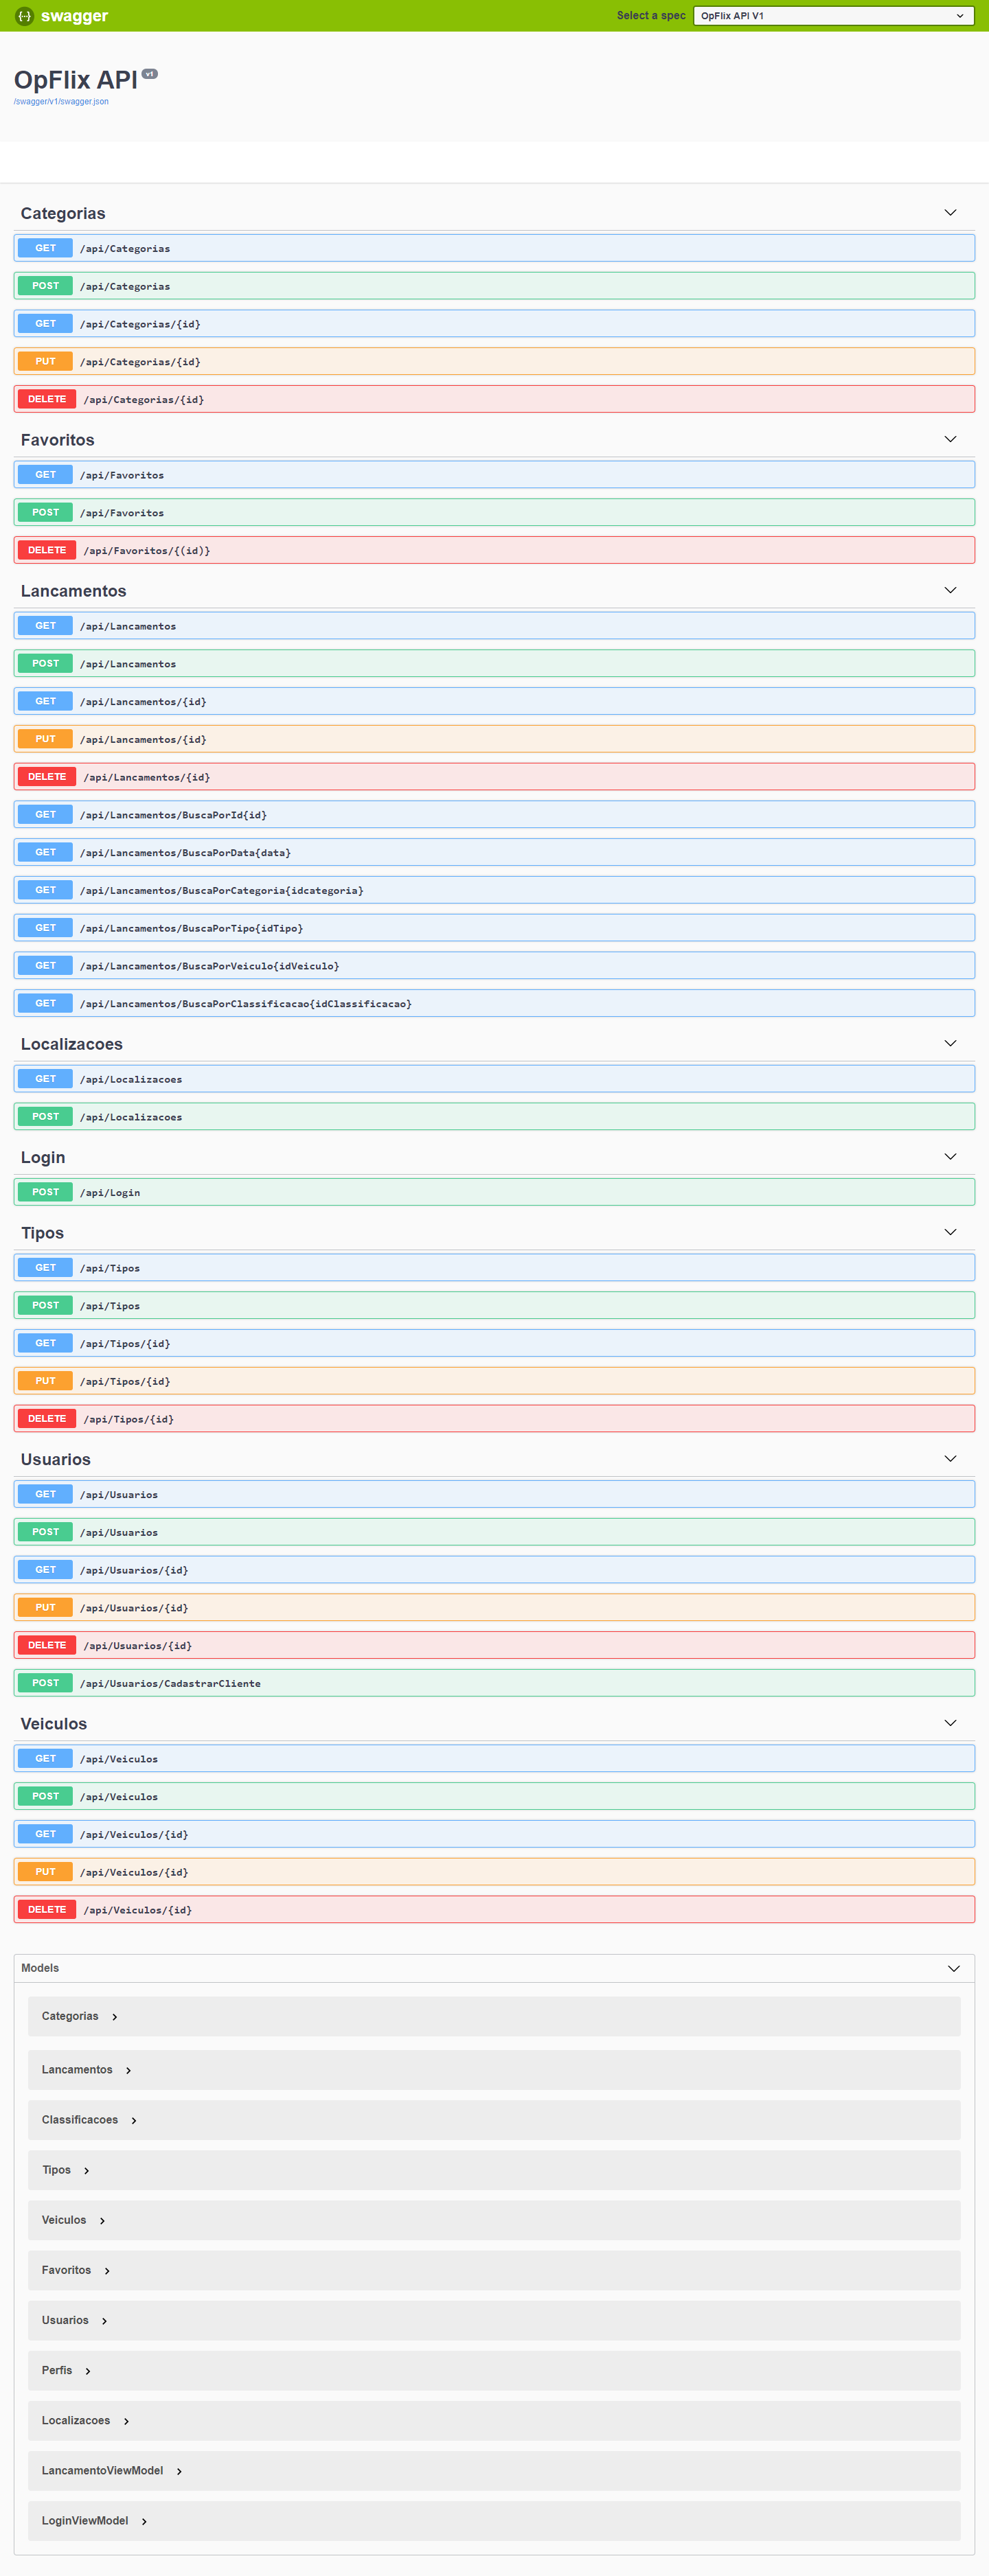 {···} swagger Select a spec OpFlix API V1
OpFlix API v1
/swagger/v1/swagger.json
Categorias
GET /api/Categorias
POST /api/Categorias
GET /api/Categorias/{id}
PUT /api/Categorias/{id}
DELETE /api/Categorias/{id}
Favoritos
GET /api/Favoritos
POST /api/Favoritos
DELETE /api/Favoritos/{(id)}
Lancamentos
GET /api/Lancamentos
POST /api/Lancamentos
GET /api/Lancamentos/{id}
PUT /api/Lancamentos/{id}
DELETE /api/Lancamentos/{id}
GET /api/Lancamentos/BuscaPorId{id}
GET /api/Lancamentos/BuscaPorData{data}
GET /api/Lancamentos/BuscaPorCategoria{idcategoria}
GET /api/Lancamentos/BuscaPorTipo{idTipo}
GET /api/Lancamentos/BuscaPorVeiculo{idVeiculo}
GET /api/Lancamentos/BuscaPorClassificacao{idClassificacao}
Localizacoes
GET /api/Localizacoes
POST /api/Localizacoes
Login
POST /api/Login
Tipos
GET /api/Tipos
POST /api/Tipos
GET /api/Tipos/{id}
PUT /api/Tipos/{id}
DELETE /api/Tipos/{id}
Usuarios
GET /api/Usuarios
POST /api/Usuarios
GET /api/Usuarios/{id}
PUT /api/Usuarios/{id}
DELETE /api/Usuarios/{id}
POST /api/Usuarios/CadastrarCliente
Veiculos
GET /api/Veiculos
POST /api/Veiculos
GET /api/Veiculos/{id}
PUT /api/Veiculos/{id}
DELETE /api/Veiculos/{id}
Models
Categorias
Lancamentos
Classificacoes
Tipos
Veiculos
Favoritos
Usuarios
Perfis
Localizacoes
LancamentoViewModel
LoginViewModel